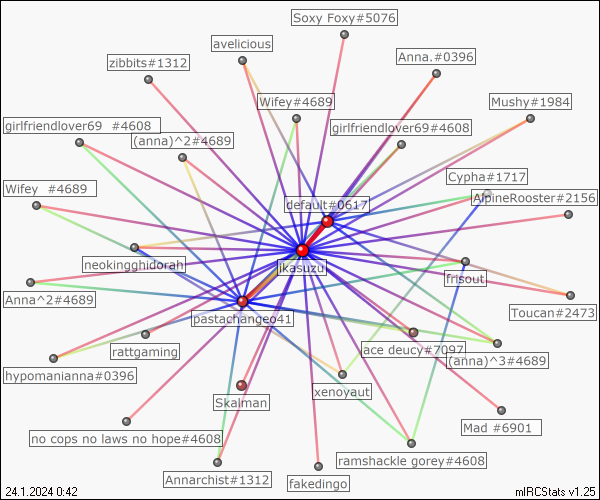 Soxy Foxy#5076
avelicious
Anna.#0396
zibbits#1312
Wifey#4689
Mushy#1984
girlfriendlover69 #4608
girlfriendlover69#4608
(anna)^2#4689
Cypha#1717
Wifey #4689
AlpineRooster#2156
default#0617
neokingghidorah
jkasuzu
frisout
Anna^2#4689
Toucan#2473
pastachangeo41
rattgaming
ace deucy#7097
(anna)^3#4689
hypomanianna#0396
xenoyaut
Skalman
Mad #6901
no cops no laws no hope#4608
ramshackle gorey#4608
Annarchist#1312
fakedingo
24.1.2024 0:42
mIRCStats v1.25